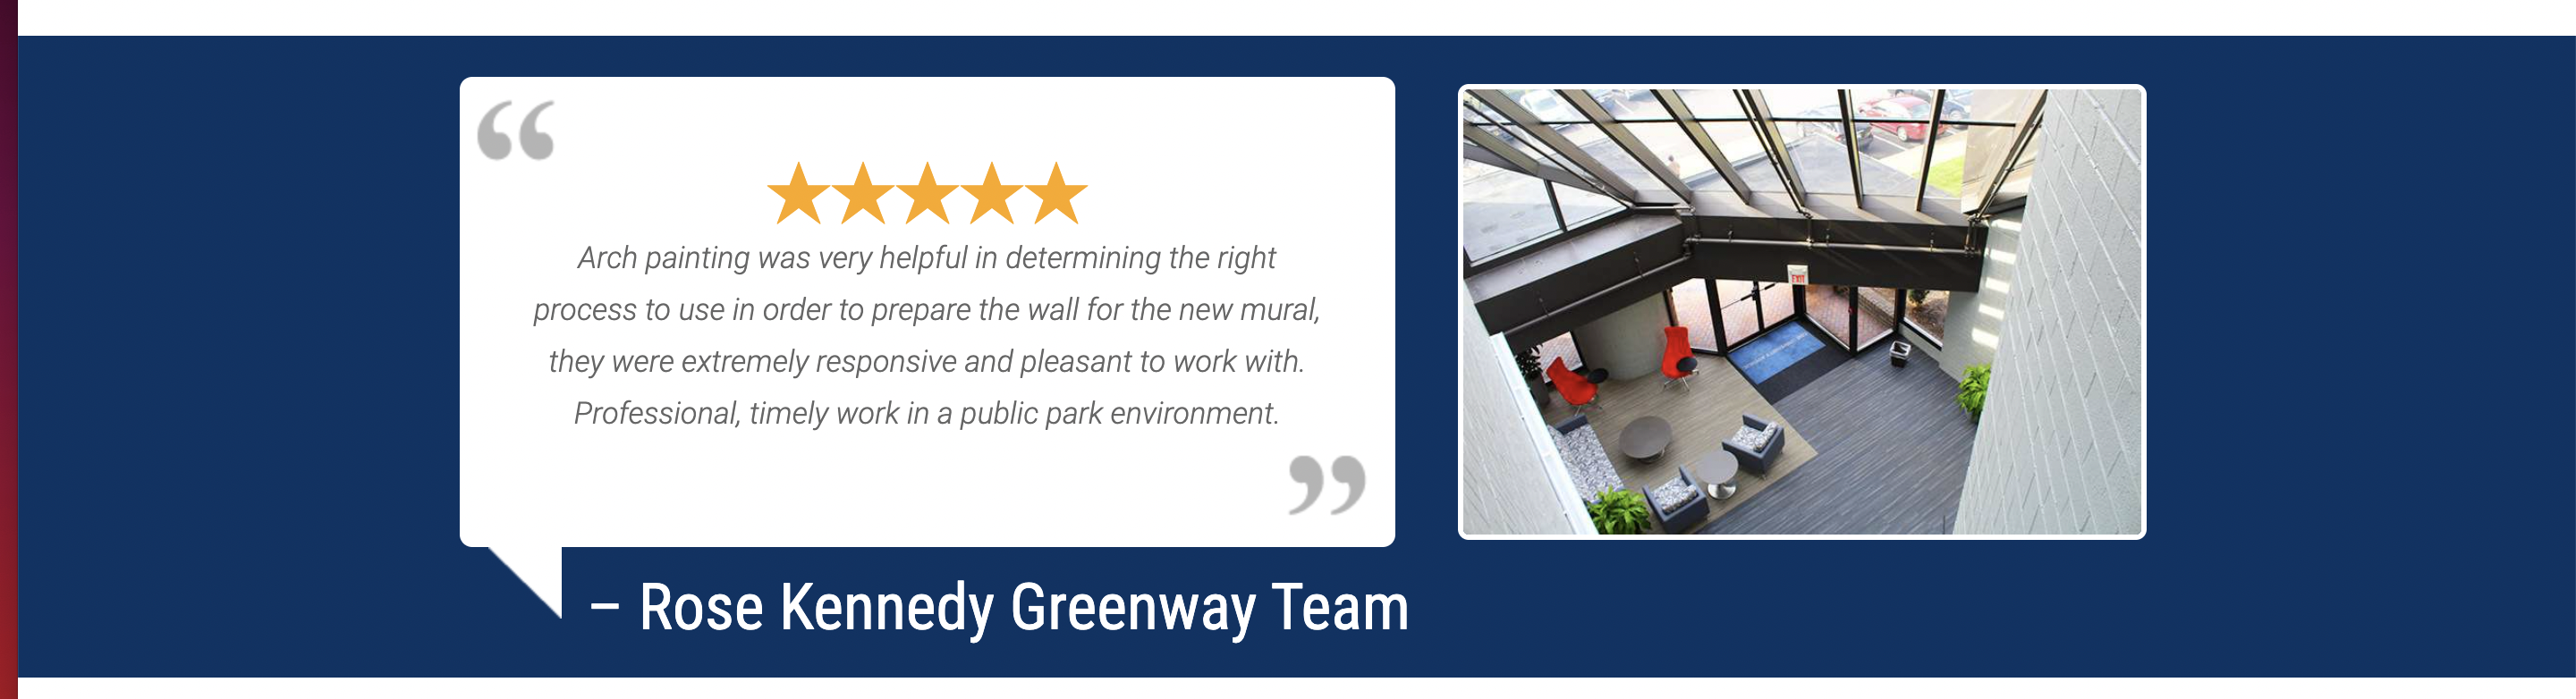 “
Arch painting was very helpful in determining the right
process to use in order to prepare the wall for the new mural,
they were extremely responsive and pleasant to work with.
Professional, timely work in a public park environment.
”
– Rose Kennedy Greenway Team
EXIT